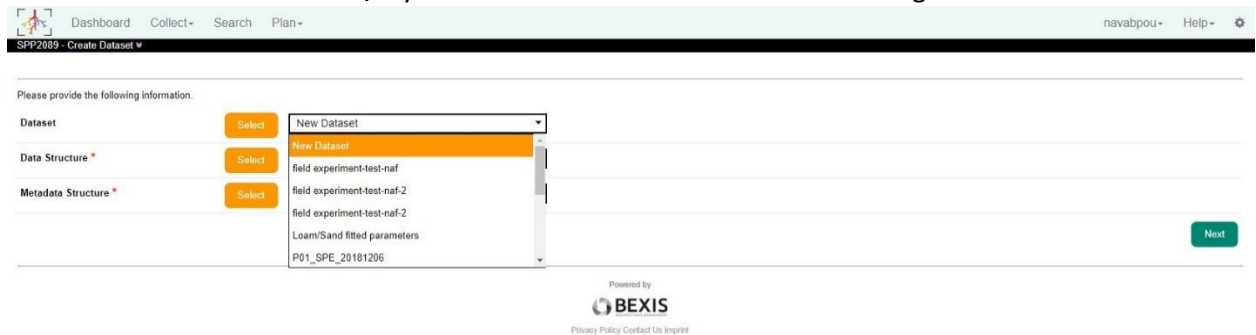 Dashboard Collect- Search Plan- navabpou- Help-
SPP2089 - Create Dataset
Please provide the following information.
Dataset Select New Dataset
New Dataset
Data Structure * Select
field experiment-test-naf
Metadata Structure * Select field experiment-test-naf-2
field experiment-test-naf-2
Loam/Sand fitted parameters
Next
P01_SPE_20181206
Powered by
BEXIS
Privacy Policy Contact Us Imprint